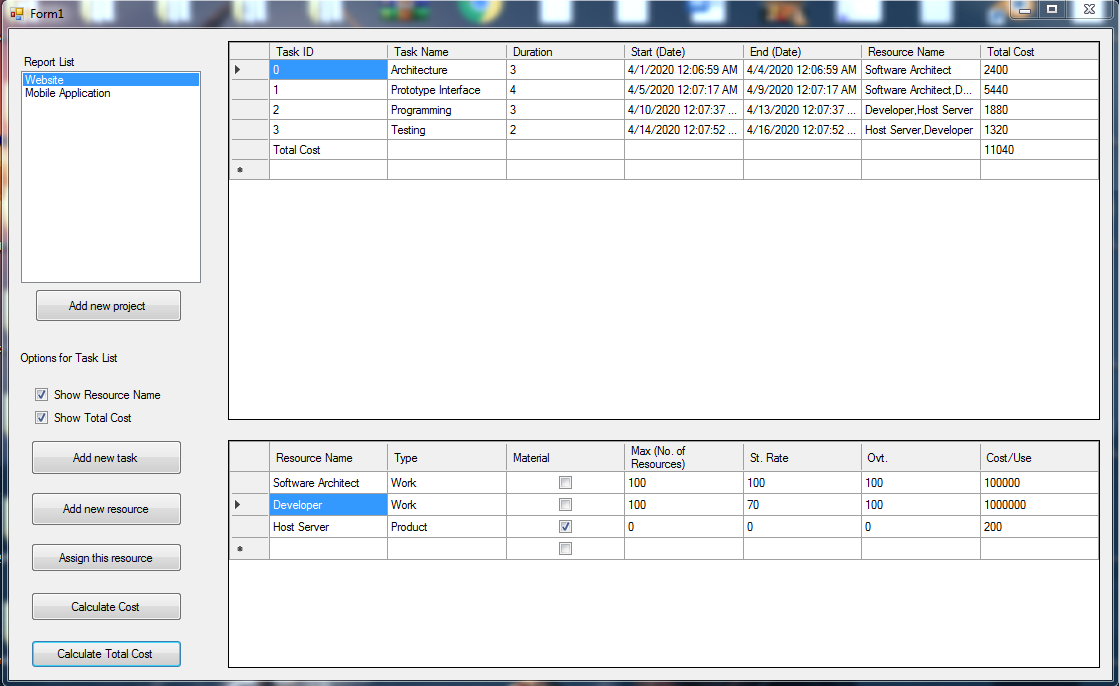 Form1
Report List
Website
Mobile Application
Add new project
Options for Task List
Show Resource Name
Show Total Cost
Add new task
Add new resource
Assign this resource
Calculate Cost
Calculate Total Cost
Task ID Task Name Duration Start (Date) End (Date) Resource Name Total Cost
0 Architecture 3 4/1/2020 12:06:59 AM 4/4/2020 12:06:59 AM Software Architect 2400
1 Prototype Interface 4 4/5/2020 12:07:17 AM 4/9/2020 12:07:17 AM Software Architect,D... 5440
2 Programming 3 4/10/2020 12:07:37 ... 4/13/2020 12:07:37 ... Developer,Host Server 1880
3 Testing 2 4/14/2020 12:07:52 ... 4/16/2020 12:07:52 ... Host Server,Developer 1320
Total Cost 11040
Resource Name Type Material Max (No. of Resources) St. Rate Ovt. Cost/Use
Software Architect Work 100 100 100 100000
Developer Work 100 70 100 1000000
Host Server Product 0 0 0 200